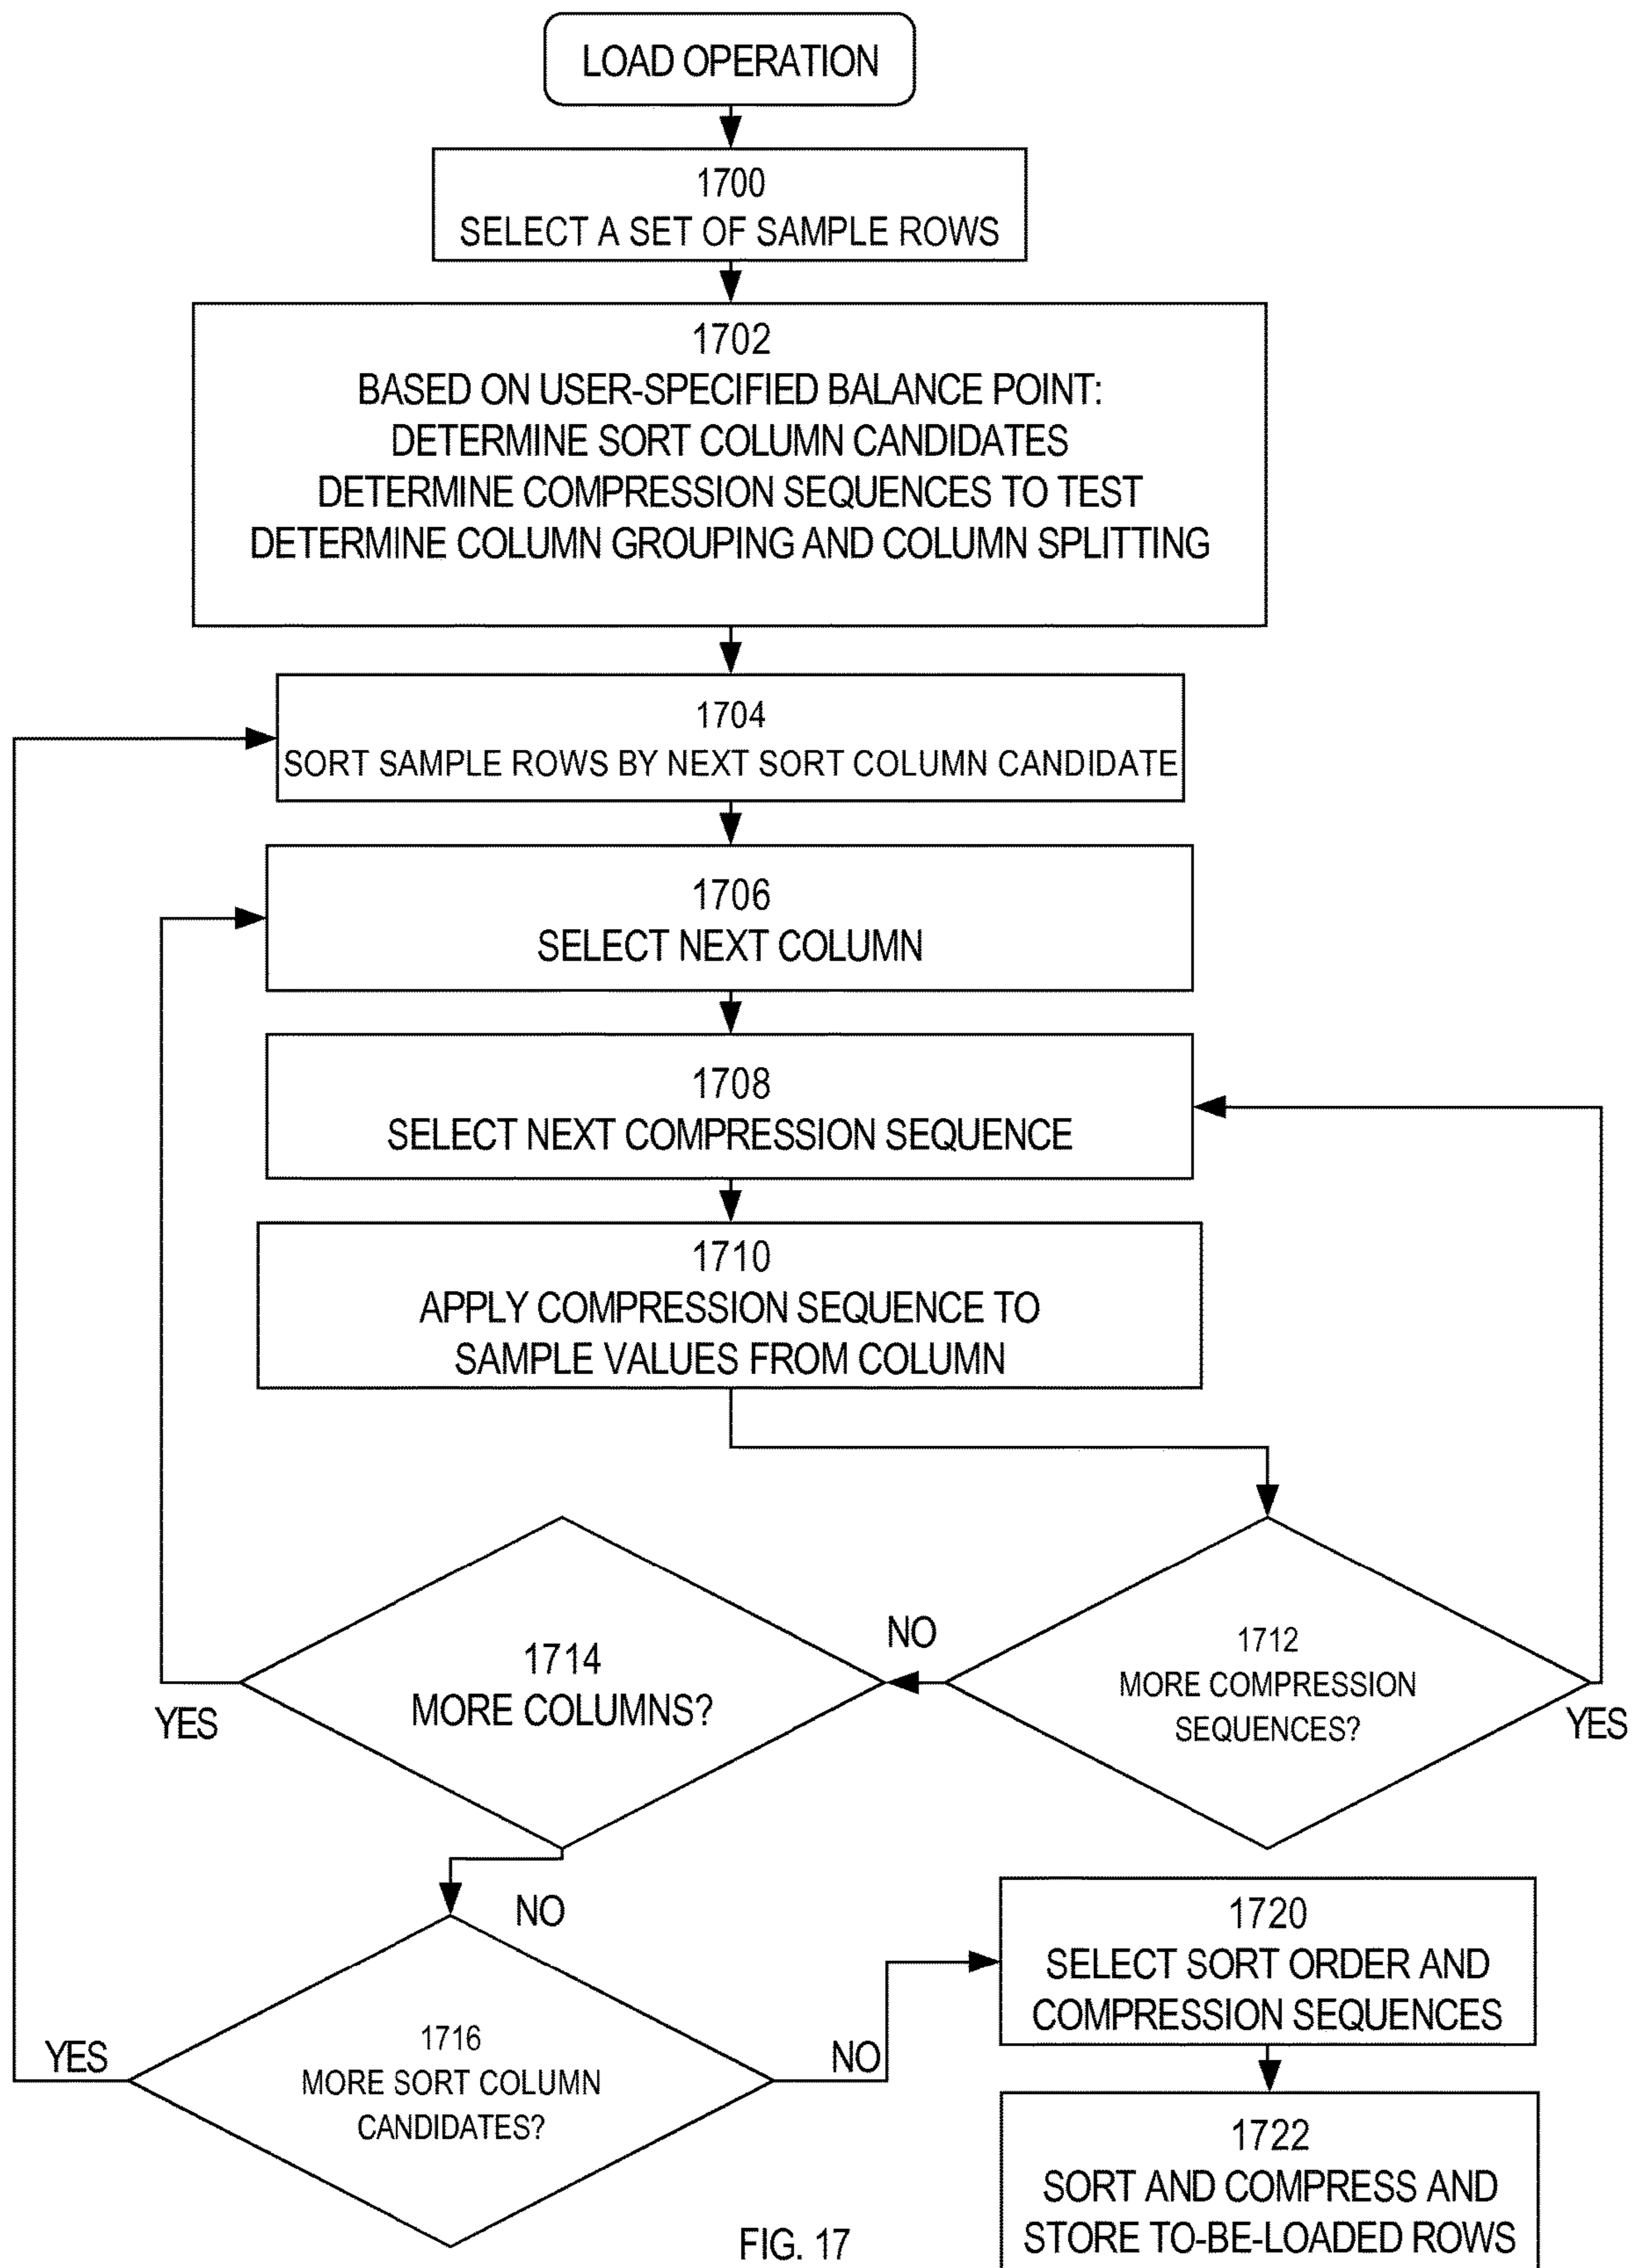 LOAD OPERATION
1700
SELECT A SET OF SAMPLE ROWS
1702
BASED ON USER-SPECIFIED BALANCE POINT:
DETERMINE SORT COLUMN CANDIDATES
DETERMINE COMPRESSION SEQUENCES TO TEST
DETERMINE COLUMN GROUPING AND COLUMN SPLITTING
1704
SORT SAMPLE ROWS BY NEXT SORT COLUMN CANDIDATE
1706
SELECT NEXT COLUMN
1708
SELECT NEXT COMPRESSION SEQUENCE
1710
APPLY COMPRESSION SEQUENCE TO
SAMPLE VALUES FROM COLUMN
1712
MORE COMPRESSION
SEQUENCES?
YES
NO
1714
MORE COLUMNS?
YES
NO
1716
MORE SORT COLUMN
CANDIDATES?
YES
NO
1720
SELECT SORT ORDER AND
COMPRESSION SEQUENCES
1722
SORT AND COMPRESS AND
STORE TO-BE-LOADED ROWS
FIG. 17